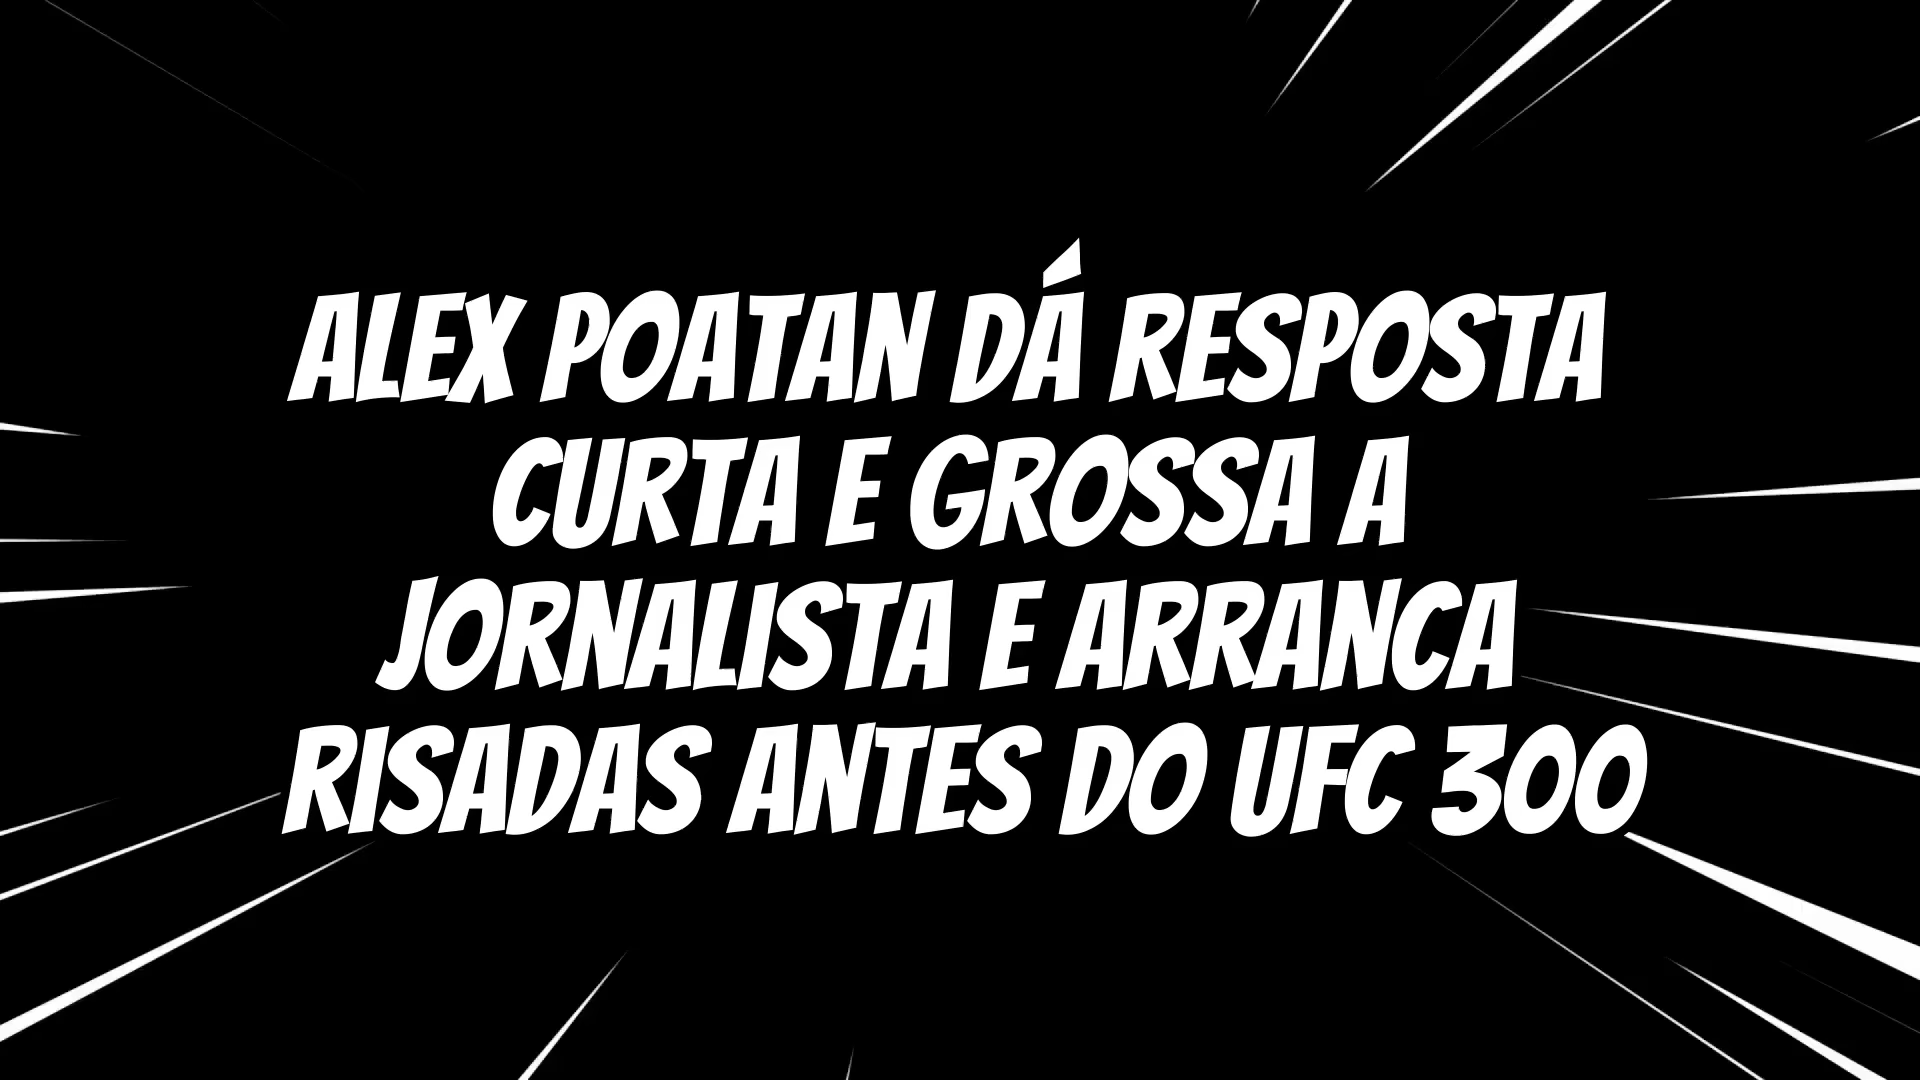 ALEX POATAN DÁ RESPOSTA
CURTA E GROSSA A
JORNALISTA E ARRANCA
RISADAS ANTES DO UFC 300